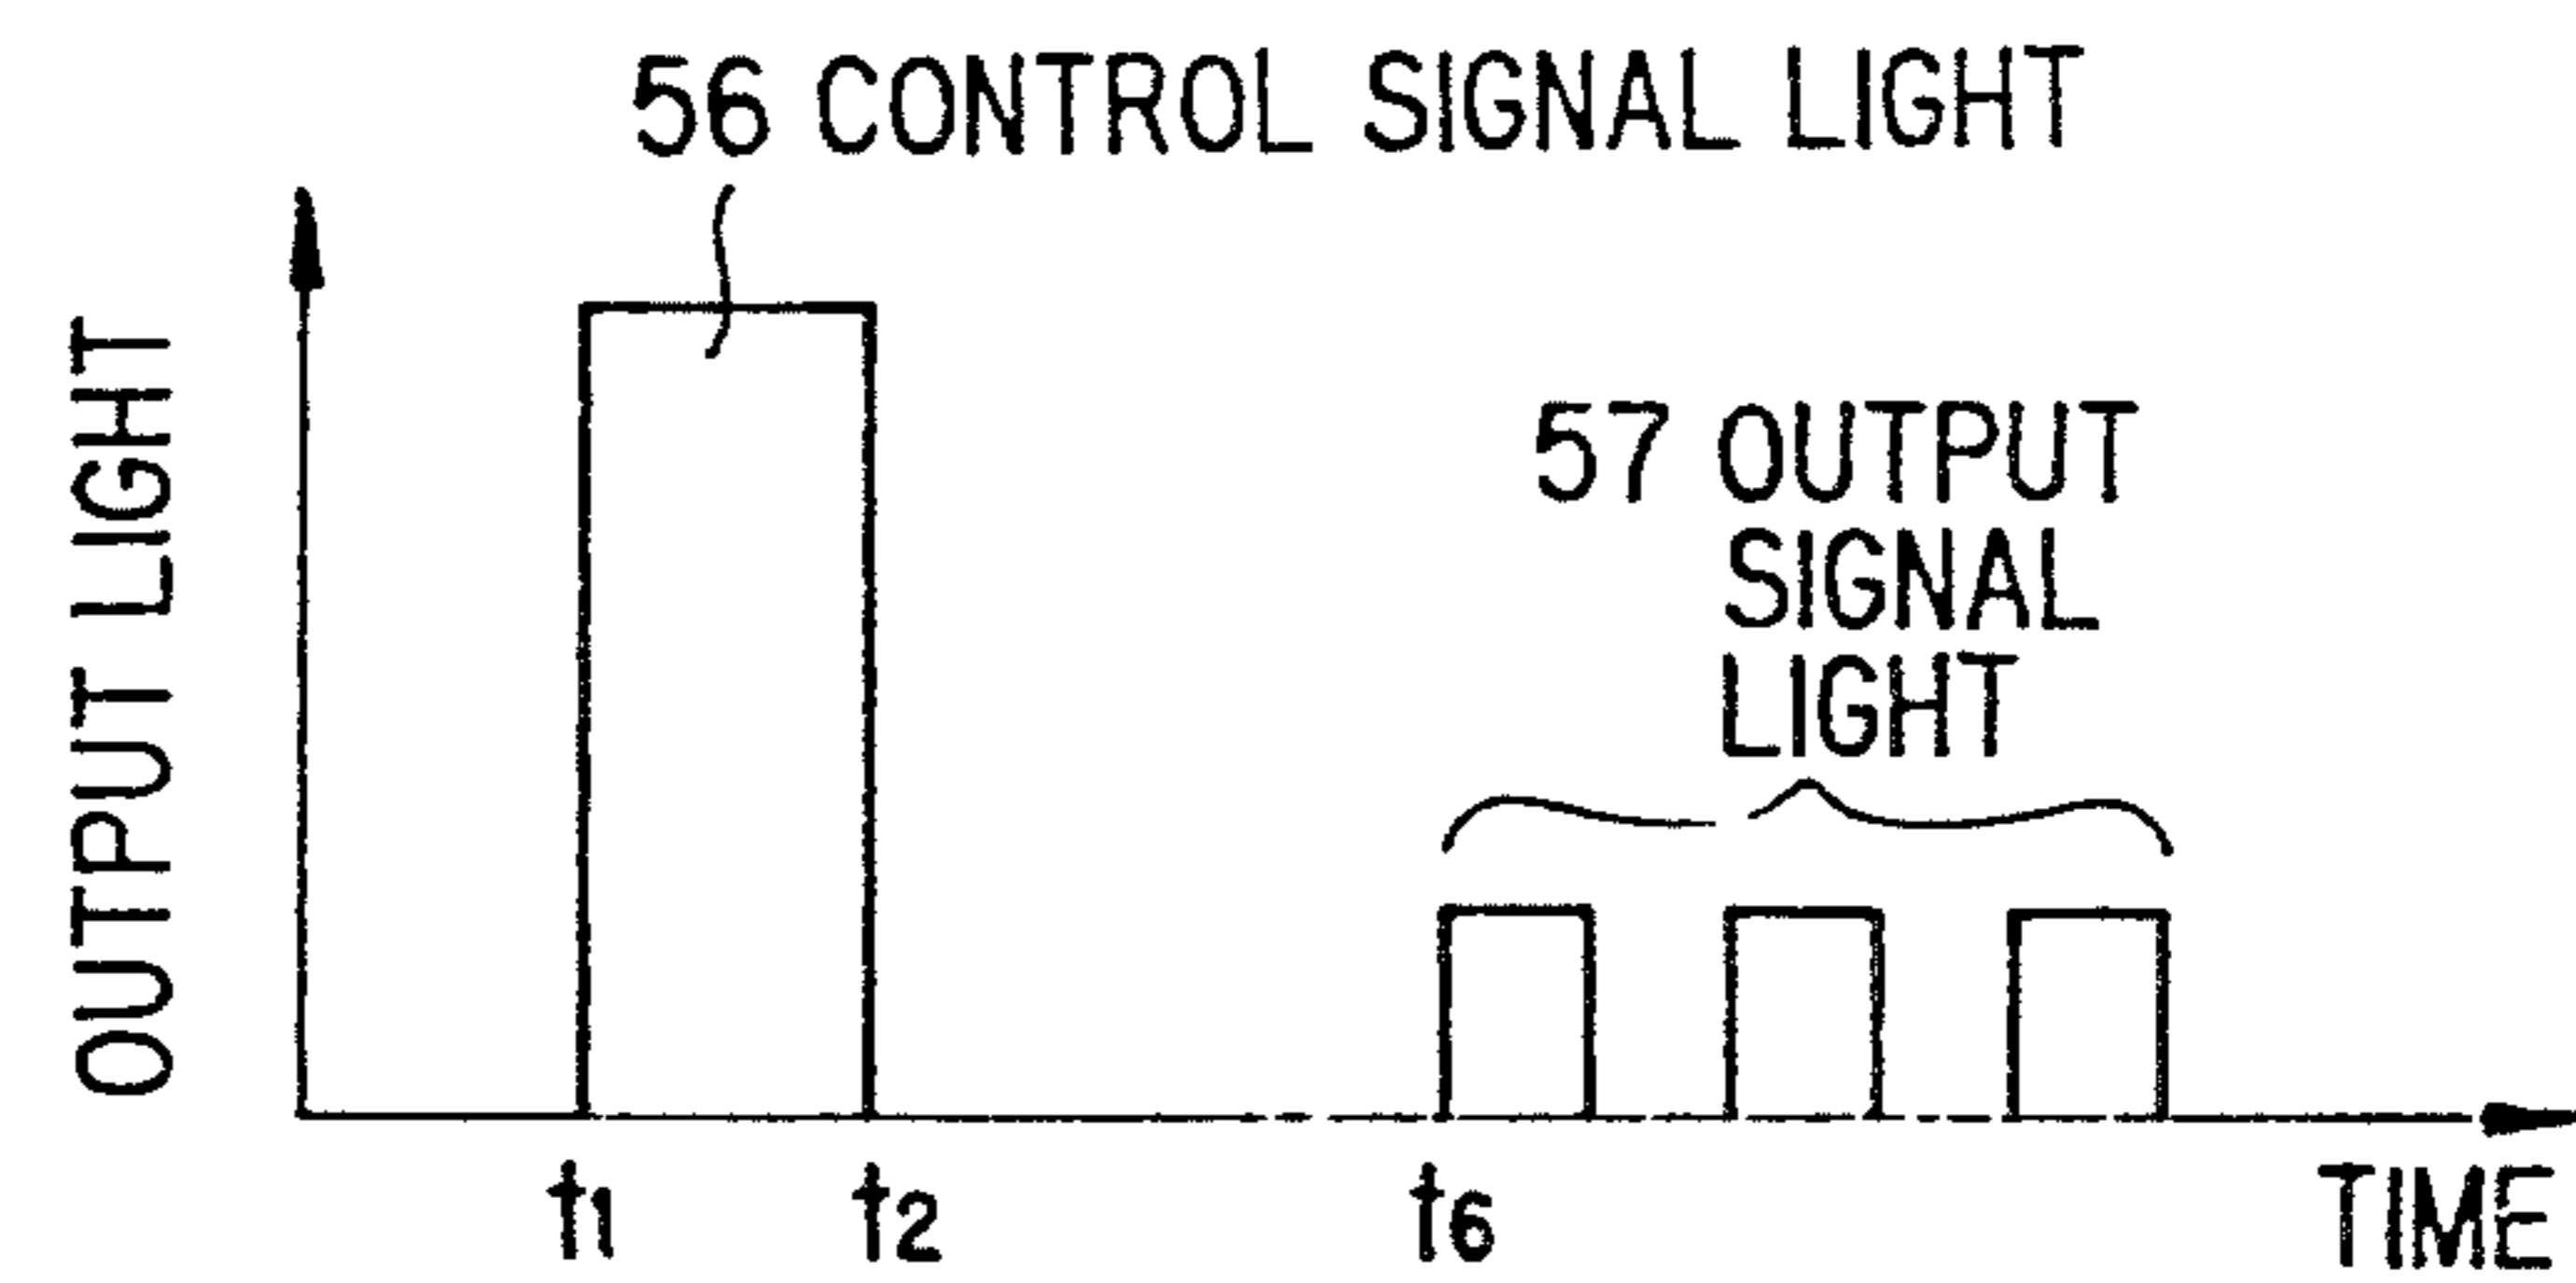 56 CONTROL SIGNAL LIGHT
OUTPUT LIGHT
57 OUTPUT
SIGNAL
LIGHT
t1
t2
t6
TIME